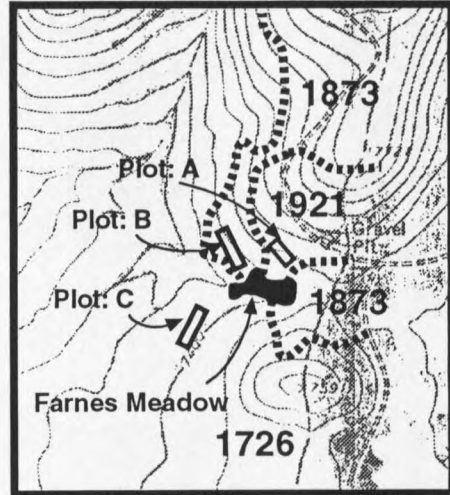 1873
Plot: A
1921
Plot: B
Gravel
Pit
Plot: C
1873
Farnes Meadow
1726